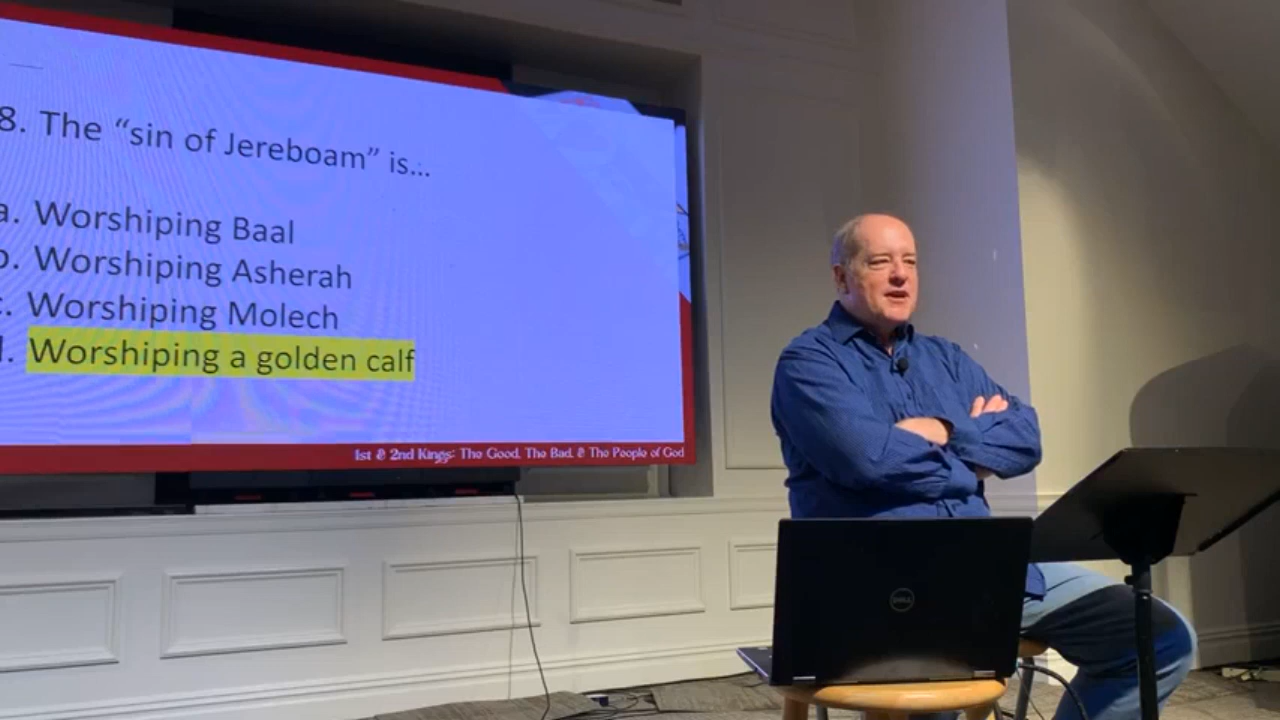 8. The “sin of Jereboam” is...
a. Worshiping Baal
b. Worshiping Asherah
c. Worshiping Molech
d. Worshiping a golden calf
1st & 2nd Kings: The Good, The Bad, & The People of God
DELL